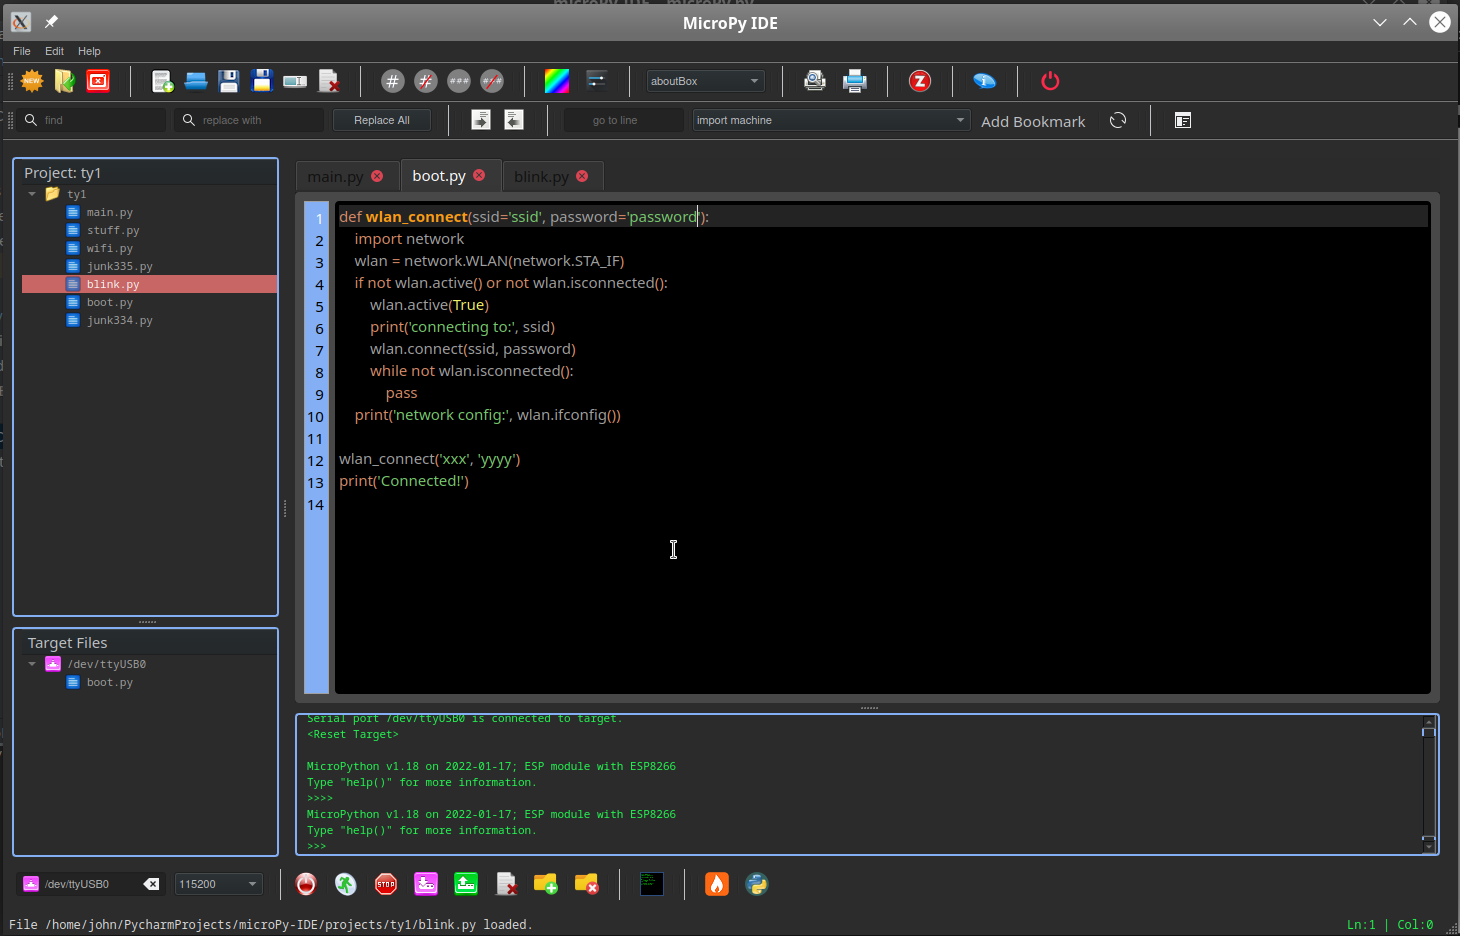 MicroPy IDE
File Edit Help
NEW
# # ### ## aboutBox Z
find replace with Replace All go to line import machine Add Bookmark
Project: ty1
ty1
main.py
stuff.py
wifi.py
junk335.py
blink.py
boot.py
junk334.py
Target Files
/dev/ttyUSB0
boot.py
main.py boot.py blink.py
1 def wlan_connect(ssid='ssid', password='password'):
2 import network
3 wlan = network.WLAN(network.STA_IF)
4 if not wlan.active() or not wlan.isconnected():
5 wlan.active(True)
6 print('connecting to:', ssid)
7 wlan.connect(ssid, password)
8 while not wlan.isconnected():
9 pass
10 print('network config:', wlan.ifconfig())
11
12 wlan_connect('xxx', 'yyyy')
13 print('Connected!')
14
Serial port /dev/ttyUSB0 is connected to target.
<Reset Target>
MicroPython v1.18 on 2022-01-17; ESP module with ESP8266
Type "help()" for more information.
>>>>
MicroPython v1.18 on 2022-01-17; ESP module with ESP8266
Type "help()" for more information.
>>>
/dev/ttyUSB0 115200 STOP
File /home/john/PycharmProjects/microPy-IDE/projects/ty1/blink.py loaded. Ln:1 | Col:0